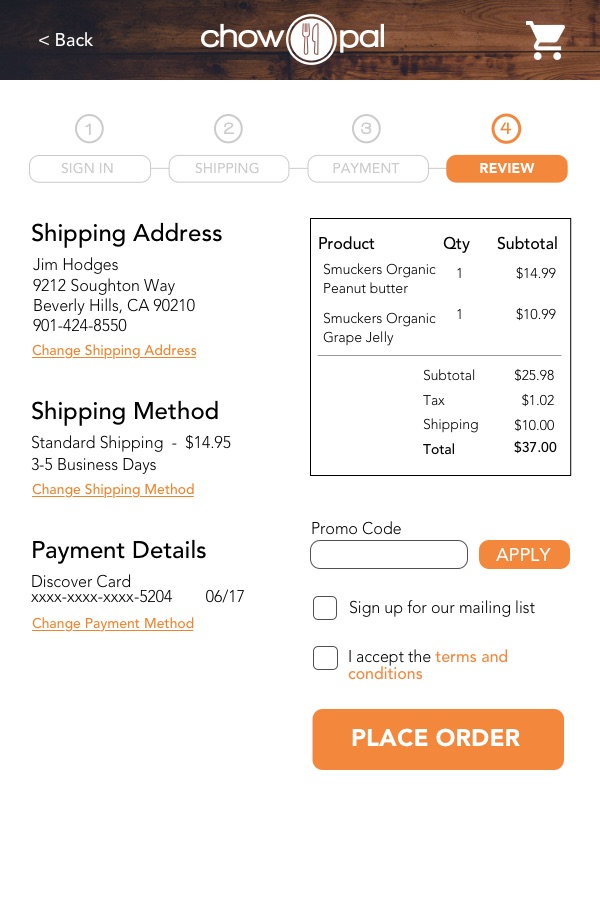 < Back
chow pal
1
2
3
4
SIGN IN
SHIPPING
PAYMENT
REVIEW
Shipping Address
Jim Hodges
9212 Soughton Way
Beverly Hills, CA 90210
901-424-8550
Change Shipping Address
Shipping Method
Standard Shipping - $14.95
3-5 Business Days
Change Shipping Method
Payment Details
Discover Card
xxxx-xxxx-xxxx-5204 06/17
Change Payment Method
Product Qty Subtotal
Smuckers Organic 1 $14.99
Peanut butter
Smuckers Organic 1 $10.99
Grape Jelly
Subtotal $25.98
Tax $1.02
Shipping $10.00
Total $37.00
Promo Code
APPLY
Sign up for our mailing list
I accept the terms and
conditions
PLACE ORDER